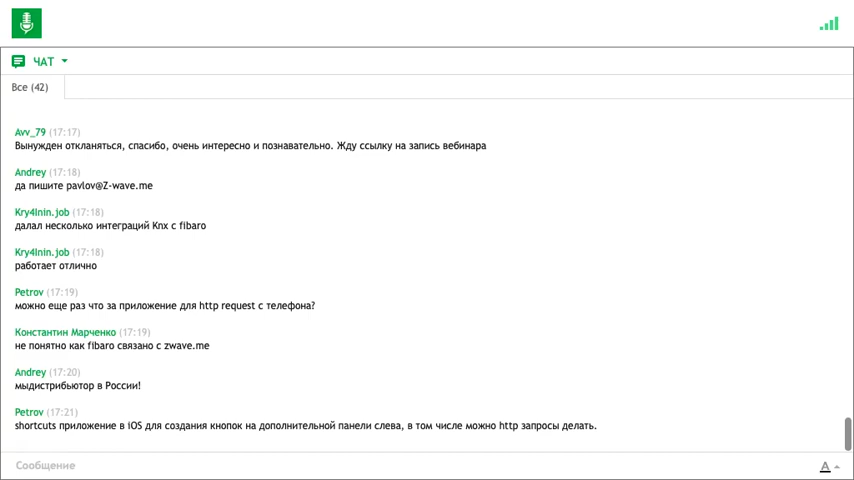 ЧАТ
Все (42)
Avv_79 (17:17)
Вынужден откланяться, спасибо, очень интересно и познавательно. Жду ссылку на запись вебинара
Andrey (17:18)
да пишите pavlov@Z-wave.me
Kry4Inin.job (17:18)
далал несколько интеграций Knx с fibaro
Kry4Inin.job (17:18)
работает отлично
Petrov (17:19)
можно еще раз что за приложение для http request с телефона?
Константин Марченко (17:19)
не понятно как fibaro связано с zwave.me
Andrey (17:20)
мыдистрибьютор в России!
Petrov (17:21)
shortcuts приложение в iOS для создания кнопок на дополнительной панели слева, в том числе можно http запросы делать.
Сообщение
A